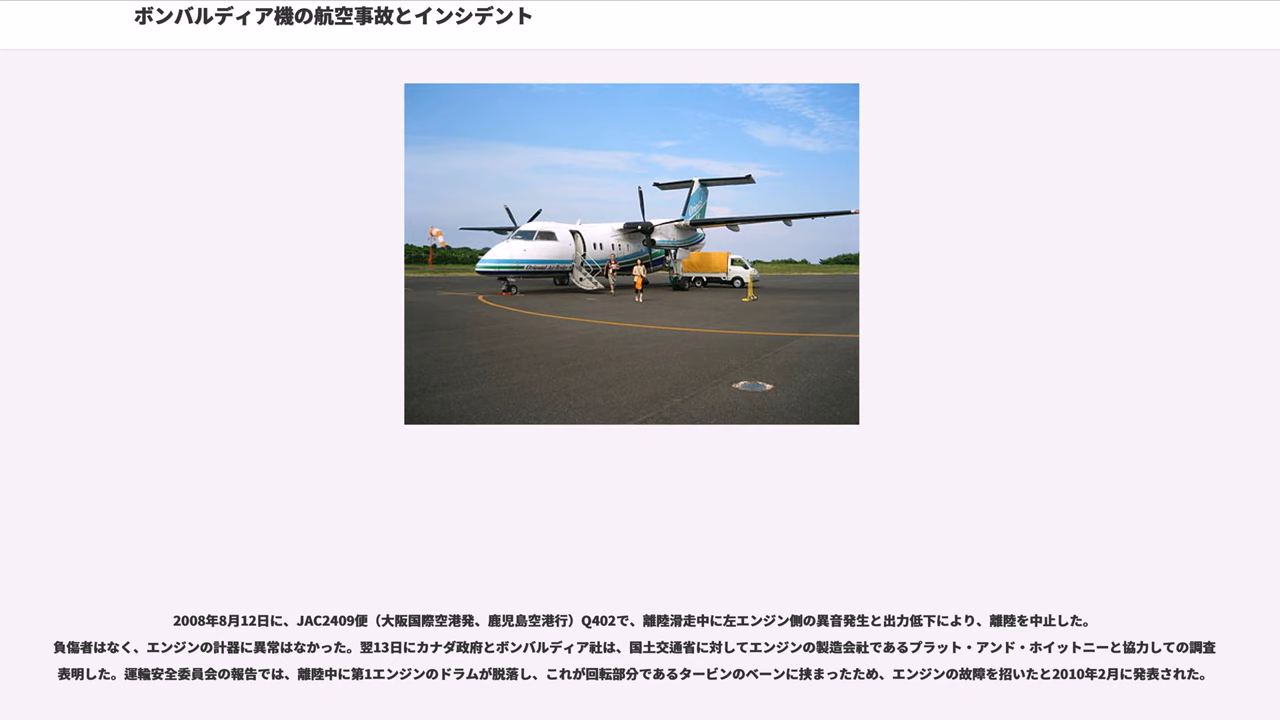 ボンバルディア機の航空事故とインシデント
2008年8月12日に、JAC2409便（大阪国際空港発、鹿児島空港行）Q402で、離陸滑走中に左エンジン側の異音発生と出力低下により、離陸を中止した。
負傷者はなく、エンジンの計器に異常はなかった。翌13日にカナダ政府とボンバルディア社は、国土交通省に対してエンジンの製造会社であるプラット・アンド・ホイットニーと協力しての調査
表明した。運輸安全委員会の報告では、離陸中に第1エンジンのドラムが脱落し、これが回転部分であるタービンのベーンに挟まったため、エンジンの故障を招いたと2010年2月に発表された。